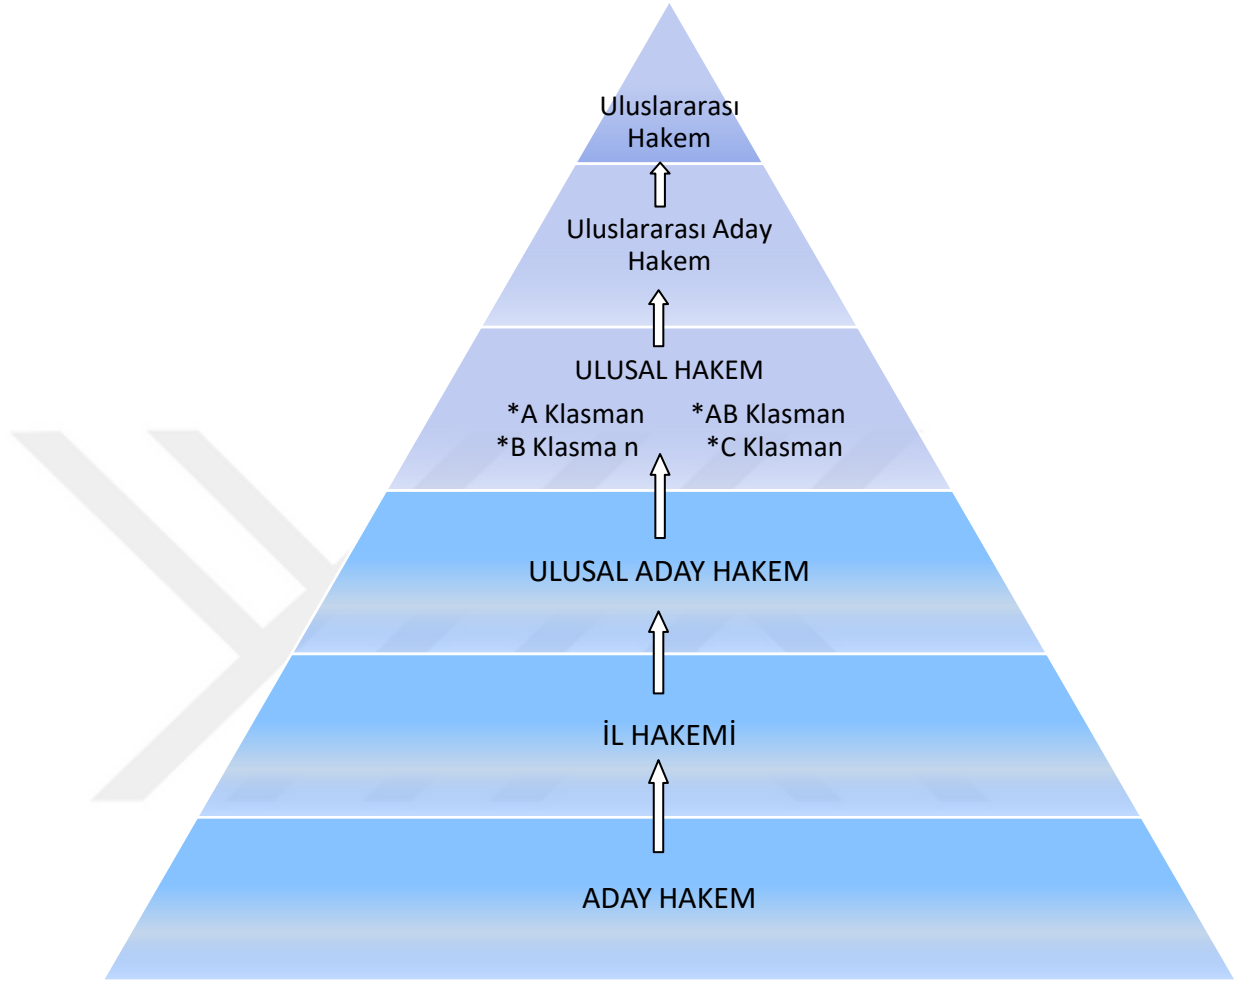 Uluslararası
Hakem
Uluslararası Aday
Hakem
ULUSAL HAKEM
*A Klasman *AB Klasman
*B Klasma n *C Klasman
ULUSAL ADAY HAKEM
İL HAKEMİ
ADAY HAKEM